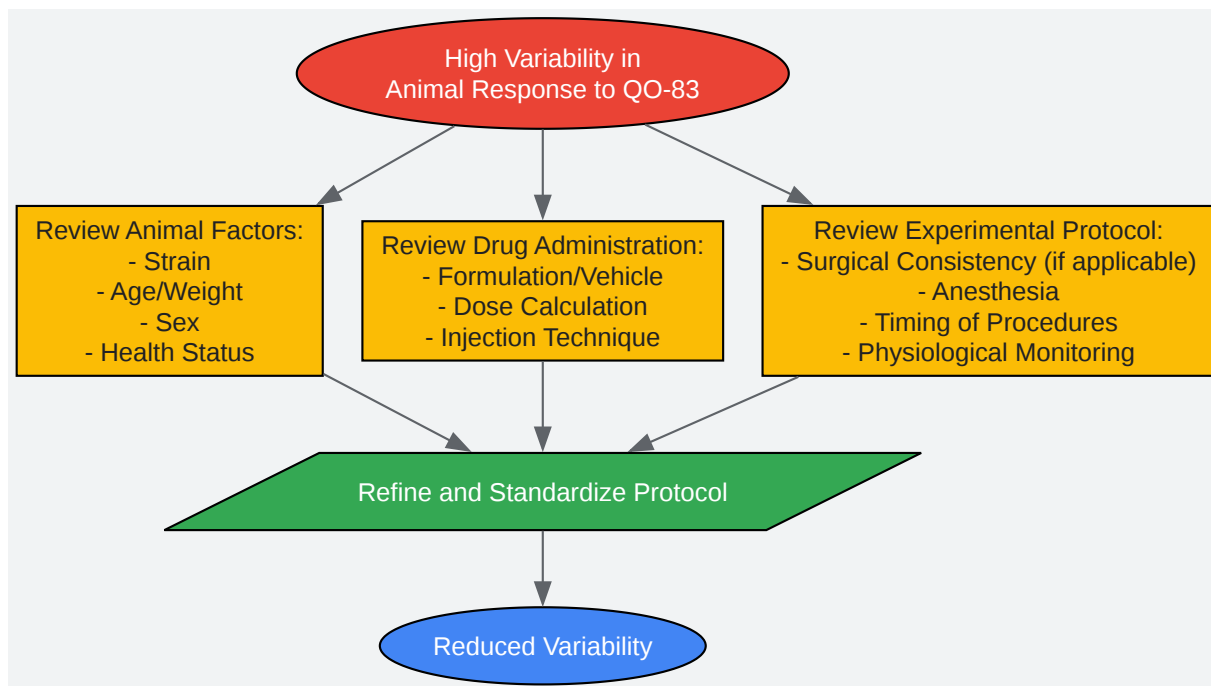 High Variability in
Animal Response to QO-83
Review Animal Factors:
- Strain
- Age/Weight
- Sex
- Health Status
Review Drug Administration:
- Formulation/Vehicle
- Dose Calculation
- Injection Technique
Review Experimental Protocol:
- Surgical Consistency (if applicable)
- Anesthesia
- Timing of Procedures
- Physiological Monitoring
Refine and Standardize Protocol
Reduced Variability